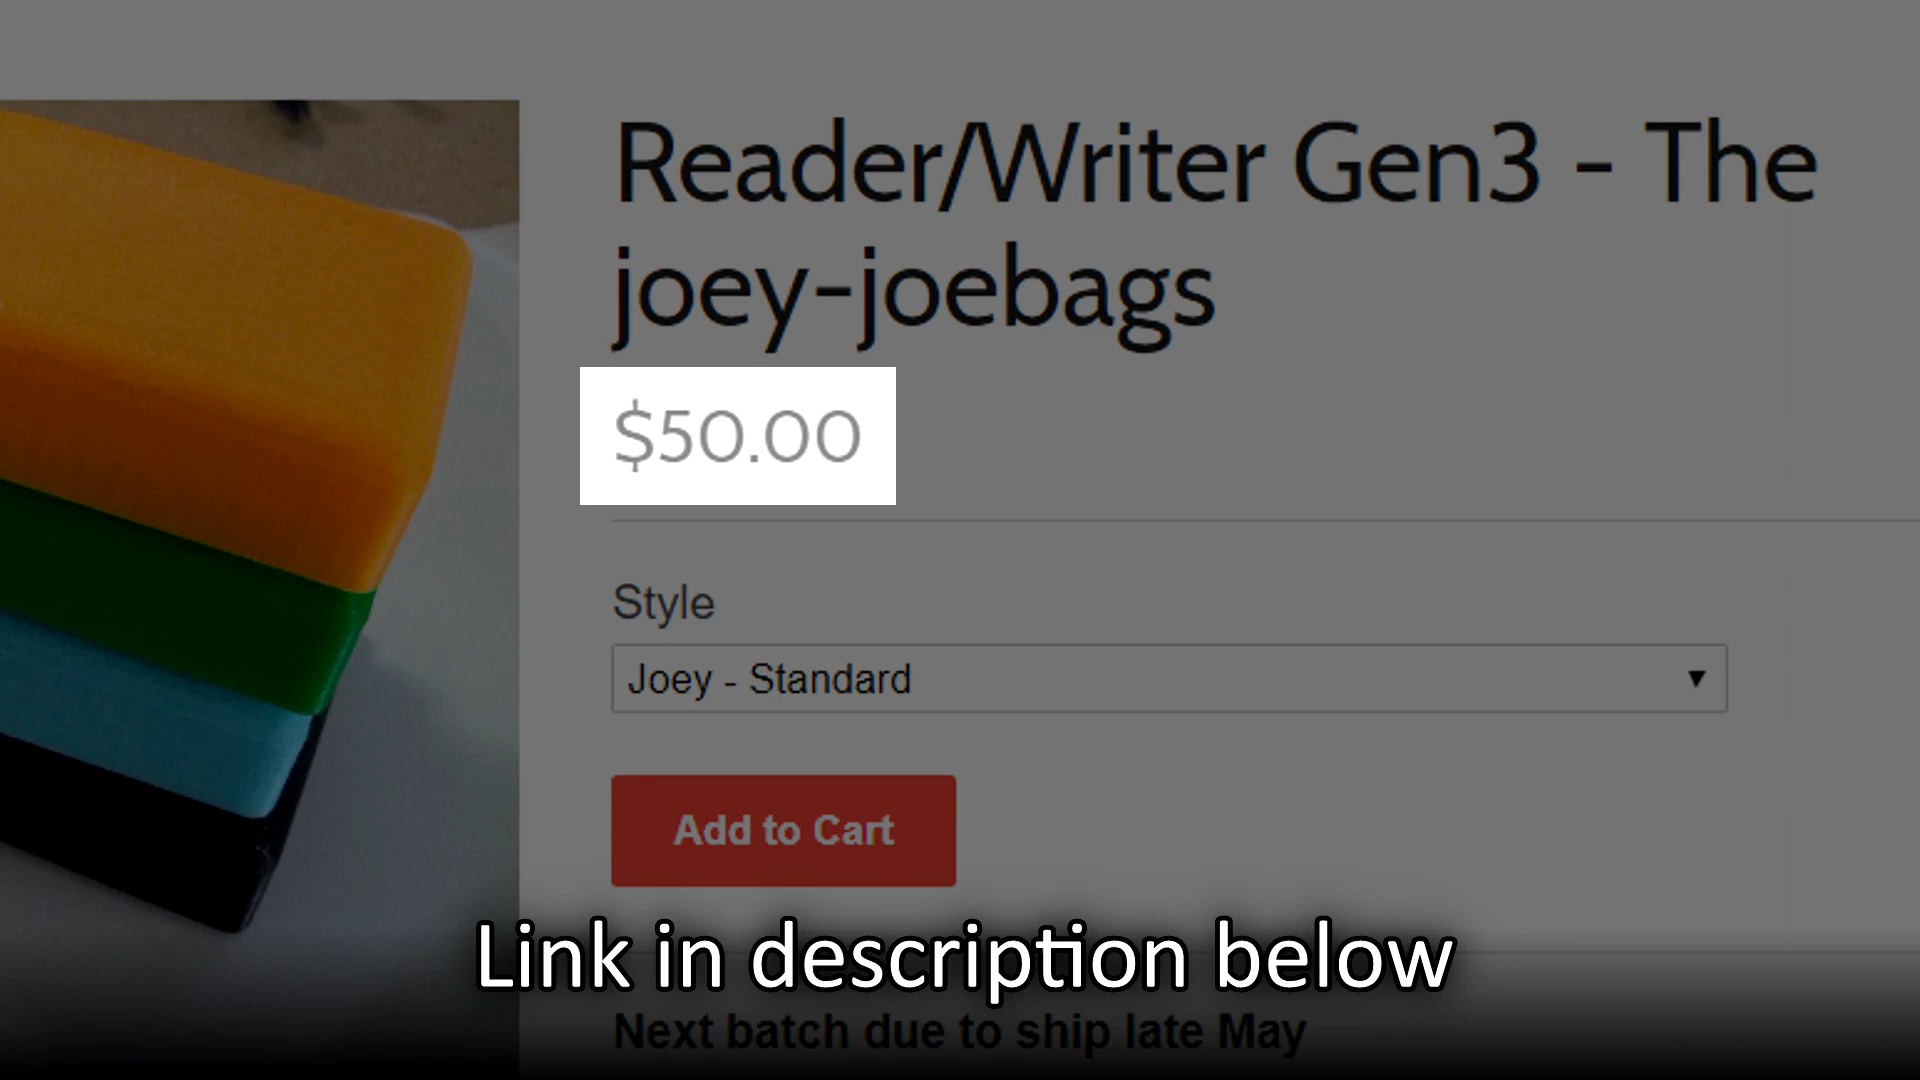 Reader/Writer Gen3 - The
joey-joebags
$50.00
Style
Joey - Standard
Add to Cart
Link in description below
Next batch due to ship late May